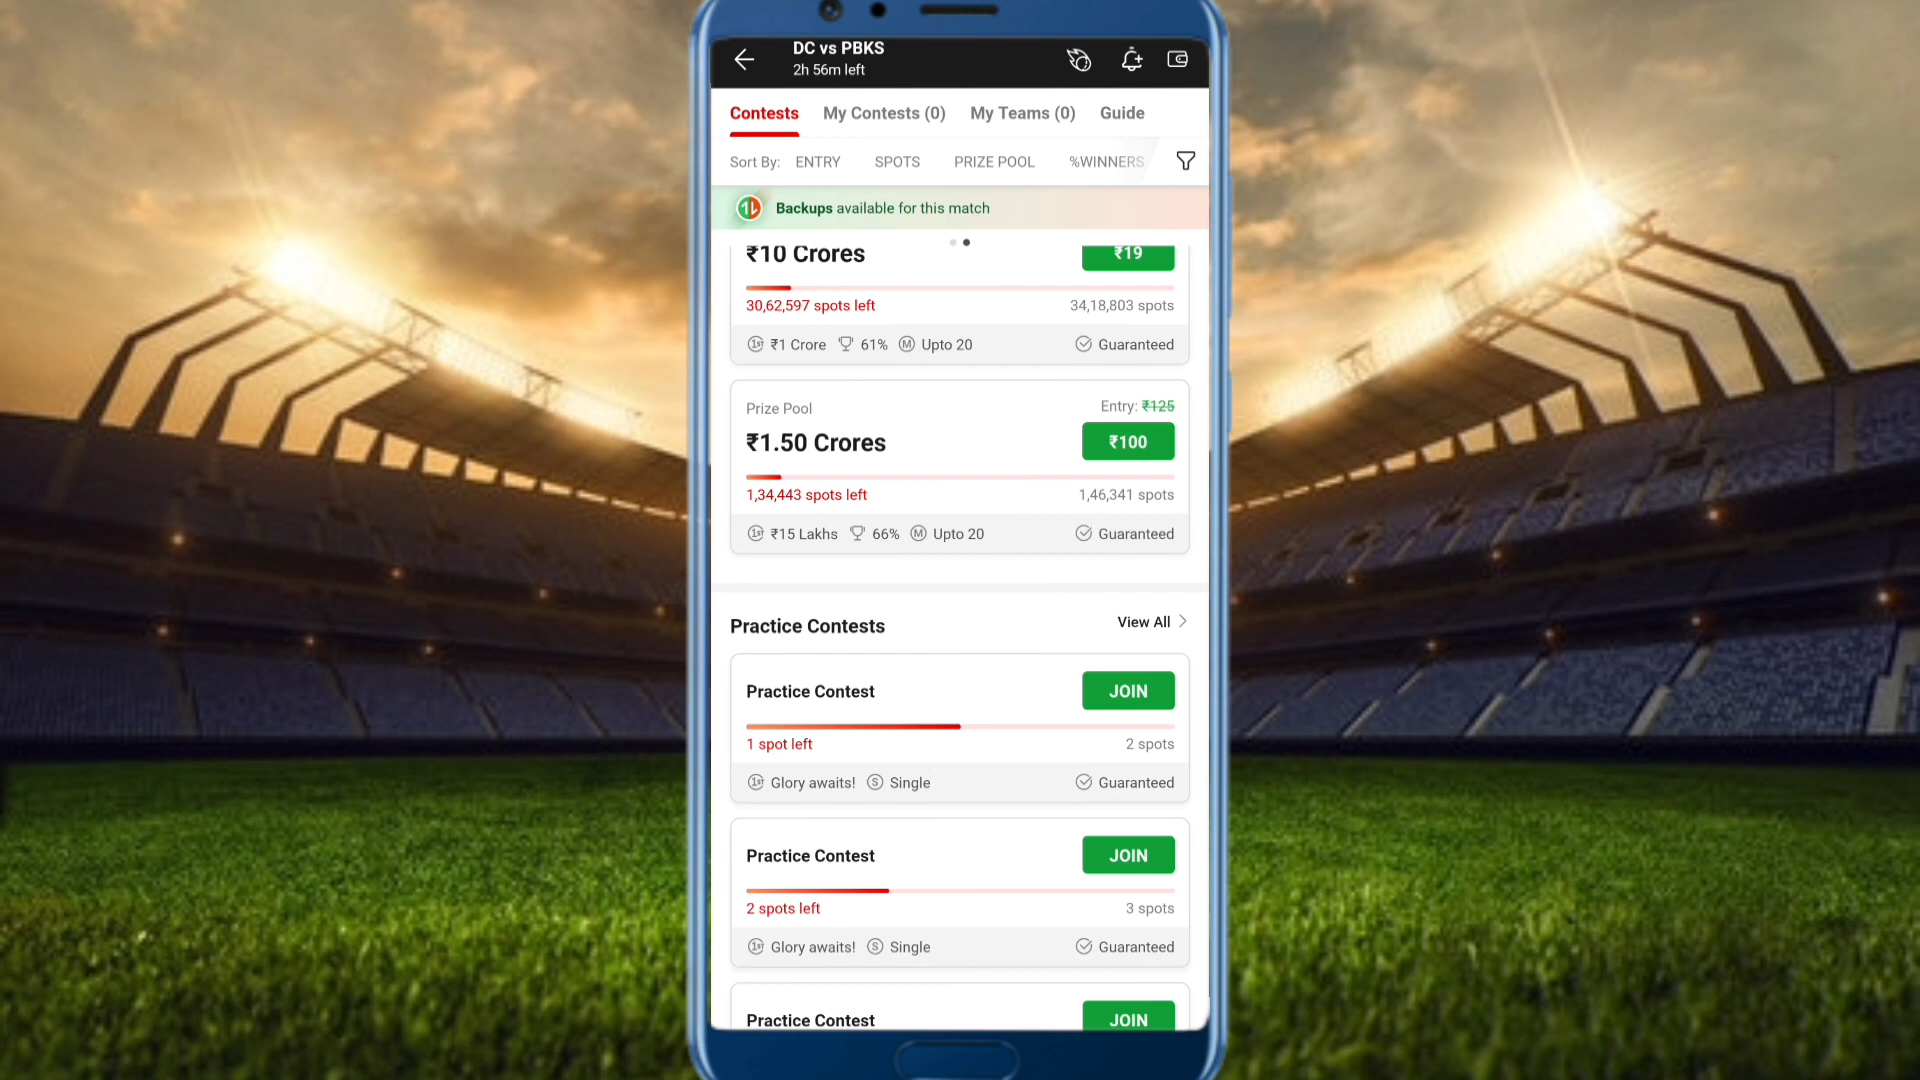 DC vs PBKS
2h 56m left
Contests My Contests (0) My Teams (0) Guide
Sort By: ENTRY SPOTS PRIZE POOL %WINNERS
Backups available for this match
₹10 Crores ₹19
30,62,597 spots left 34,18,803 spots
1st ₹1 Crore 61% M Upto 20 Guaranteed
Prize Pool Entry: ₹125
₹1.50 Crores ₹100
1,34,443 spots left 1,46,341 spots
1st ₹15 Lakhs 66% M Upto 20 Guaranteed
Practice Contests View All
Practice Contest JOIN
1 spot left 2 spots
1st Glory awaits! S Single Guaranteed
Practice Contest JOIN
2 spots left 3 spots
1st Glory awaits! S Single Guaranteed
Practice Contest JOIN